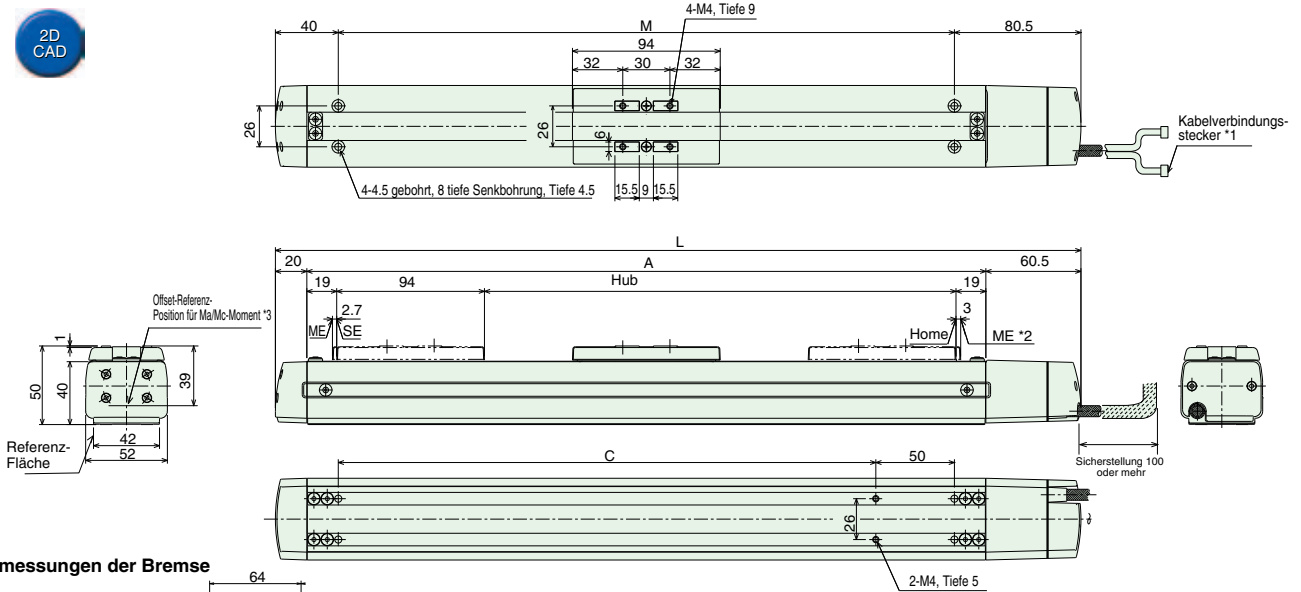 2D
CAD
4-M4, Tiefe 9
40
M
80.5
94
32
30
32
26
26
6
Kabelverbindungs-
stecker *1
4-4.5 gebohrt, 8 tiefe Senkbohrung, Tiefe 4.5
15.5
9
15.5
L
20
A
60.5
19
94
Hub
19
Offset-Referenz-
Position für Ma/Mc-Moment *3
2.7
3
ME
SE
Home
ME *2
1
50
40
39
42
52
Referenz-
Fläche
Sicherstellung 100
oder mehr
C
50
26
2-M4, Tiefe 5
messungen der Bremse
64